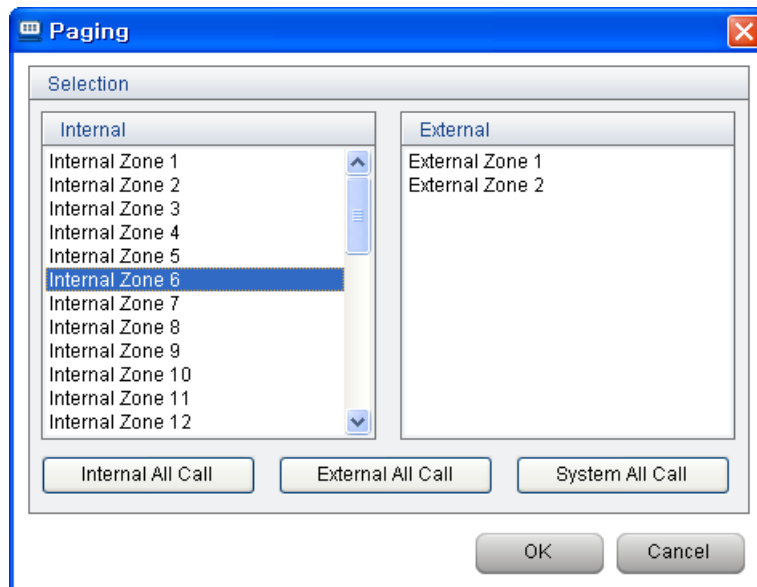 Paging
Selection
Internal
Internal Zone 1
Internal Zone 2
Internal Zone 3
Internal Zone 4
Internal Zone 5
Internal Zone 6
Internal Zone 7
Internal Zone 8
Internal Zone 9
Internal Zone 10
Internal Zone 11
Internal Zone 12
External
External Zone 1
External Zone 2
Internal All Call
External All Call
System All Call
OK
Cancel